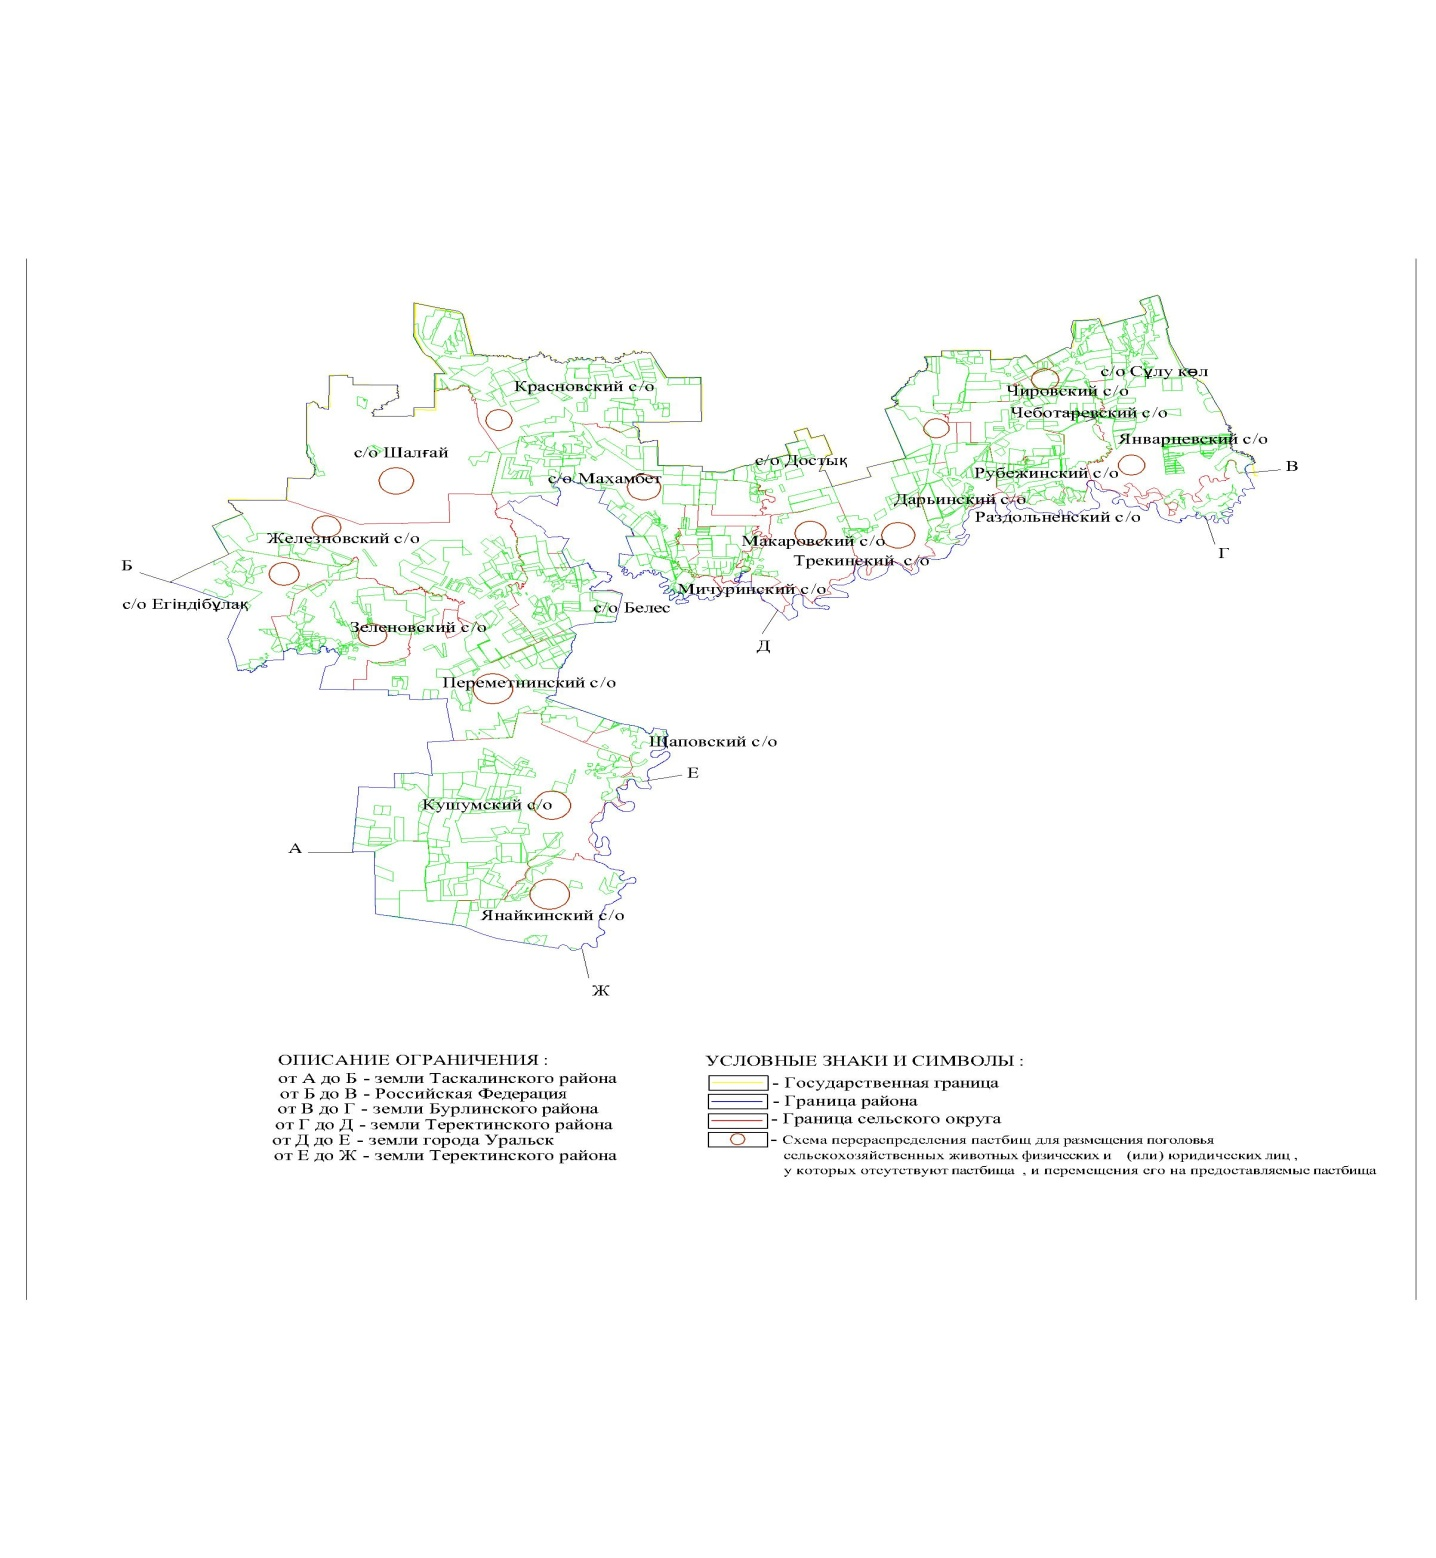 с/о Сұлу көл
Красновский с/о
Чировский с/о
Чеботаревский с/о
Январцевский с/о
с/о Шалғай
с/о Достық
В
с/о Махамбет
Рубежинский с/о
Дарьинский с/о
Раздольненский с/о
Железновский с/о
Макаровский с/о
Г
Трекинский с/о
Б
Мичуринский с/о
с/о Егіндібұлақ
с/о Белес
Зеленовский с/о
Д
Переметнинский с/о
Щаповский с/о
Е
Кушумский с/о
А
Янайкинский с/о
Ж
ОПИСАНИЕ ОГРАНИЧЕНИЯ :
от А до Б - земли Таскалинского района
от Б до В - Российская Федерация
от В до Г - земли Бурлинского района
от Г до Д - земли Теректинского района
от Д до Е - земли города Уральск
от Е до Ж - земли Теректинского района
УСЛОВНЫЕ ЗНАКИ И СИМВОЛЫ :
- Государственная граница
- Граница района
- Граница сельского округа
- Схема перераспределения пастбищ для размещения поголовья
сельскохозяйственных животных физических и (или) юридических лиц ,
у которых отсутствуют пастбища , и перемещения его на предоставляемые пастбища